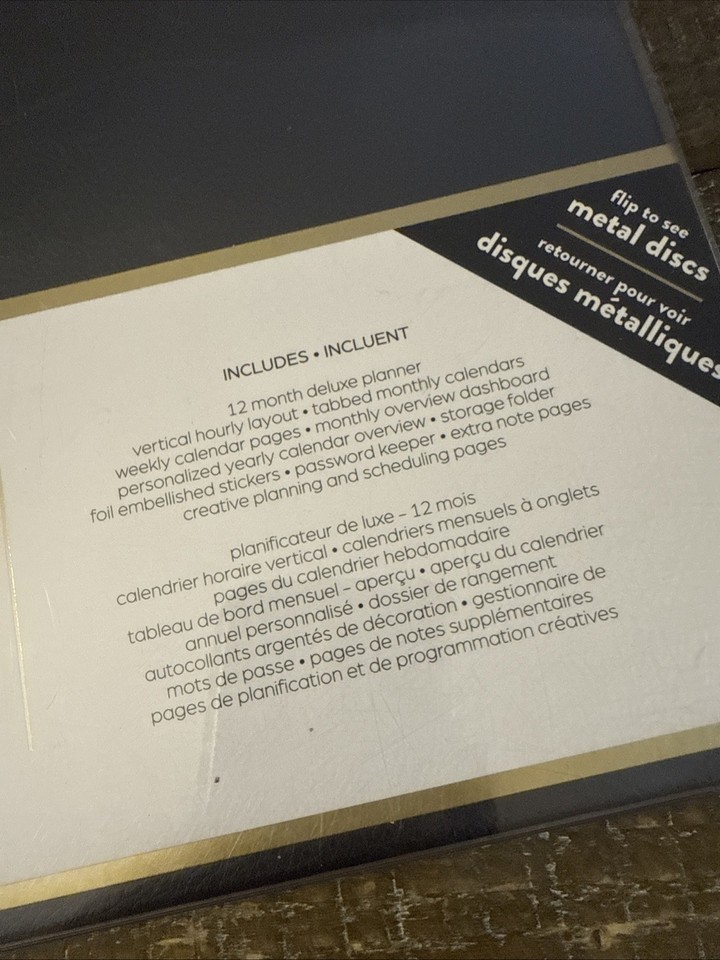 flip to see
metal discs
retourner pour voir
disques métalliques
INCLUDES • INCLUENT
12 month deluxe planner
vertical hourly layout • tabbed monthly calendars
weekly calendar pages • monthly overview dashboard
personalized yearly calendar overview • storage folder
foil embellished stickers • password keeper • extra note pages
creative planning and scheduling pages
planificateur de luxe – 12 mois
calendrier horaire vertical • calendriers mensuels à onglets
pages du calendrier hebdomadaire
tableau de bord mensuel – aperçu • aperçu du calendrier
annuel personnalisé • dossier de rangement
autocollants argentés de décoration • gestionnaire de
mots de passe • pages de notes supplémentaires
pages de planification et de programmation créatives